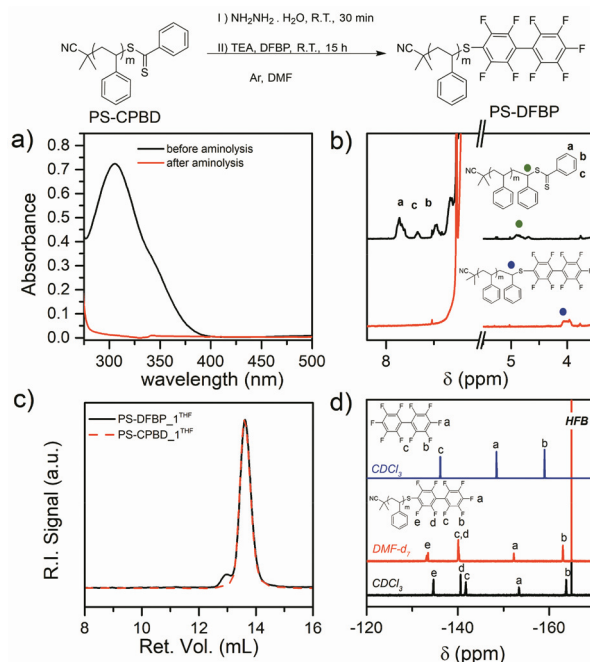 I ) NH₂NH₂ . H₂O, R.T., 30 min
II) TEA, DFBP, R.T., 15 h
Ar, DMF
NC
m
S
S
PS-CPBD
NC
m
S
F F F F
F
F F F F
PS-DFBP
a)
before aminolysis
after aminolysis
Absorbance
0.8
0.7
0.6
0.5
0.4
0.3
0.2
0.1
0.0
300 350 400 450 500
wavelength (nm)
b)
a c b
a
b
c
NC
m
S
S
NC
m
S
F F F F
F
F F F F
8 5 4
δ (ppm)
c)
PS-DFBP_1ᵀᴴᶠ
PS-CPBD_1ᵀᴴᶠ
R.I. Signal (a.u.)
8 10 12 14 16
Ret. Vol. (mL)
d)
HFB
F F F F
F F a
F F F F
c b
c a b
CDCl₃
NC
m
S
F F F F
F a
F F F F
e d c b
e c,d a b
DMF-d₇
e d c a b
CDCl₃
-120 -140 -160
δ (ppm)